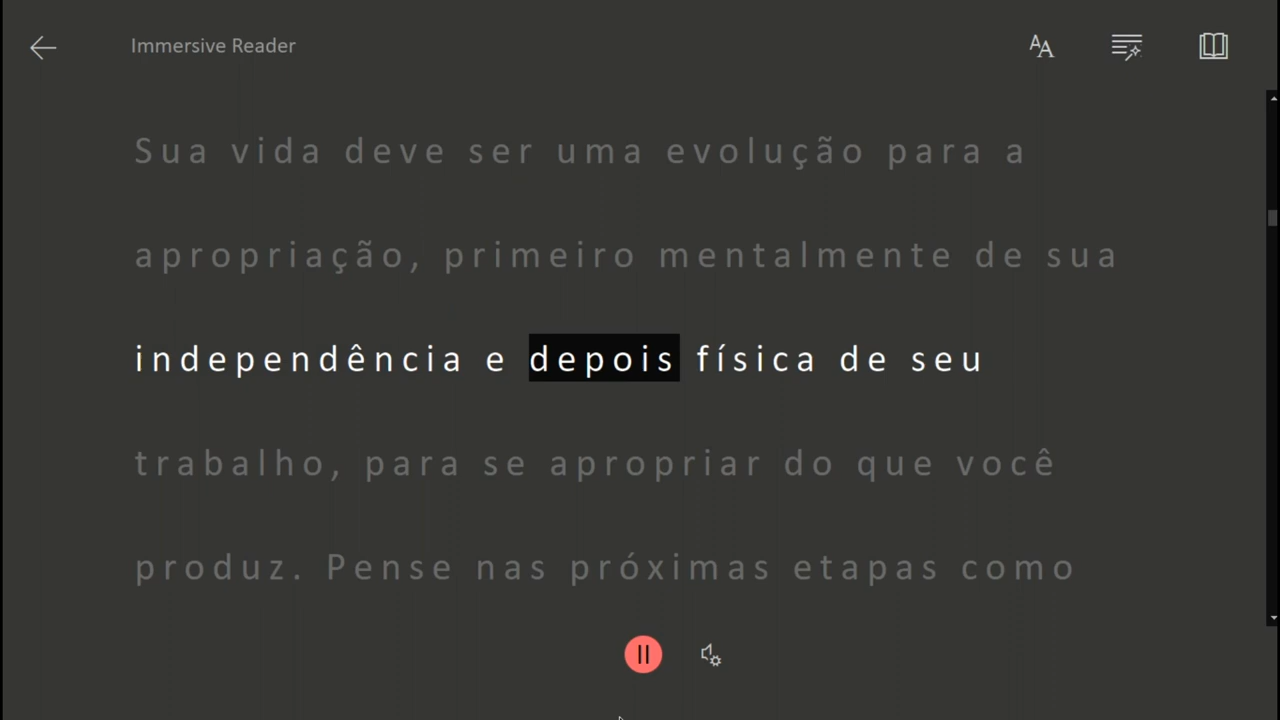 Immersive Reader
Sua vida deve ser uma evolução para a
apropriação, primeiro mentalmente de sua
independência e depois física de seu
trabalho, para se apropriar do que você
produz. Pense nas próximas etapas como